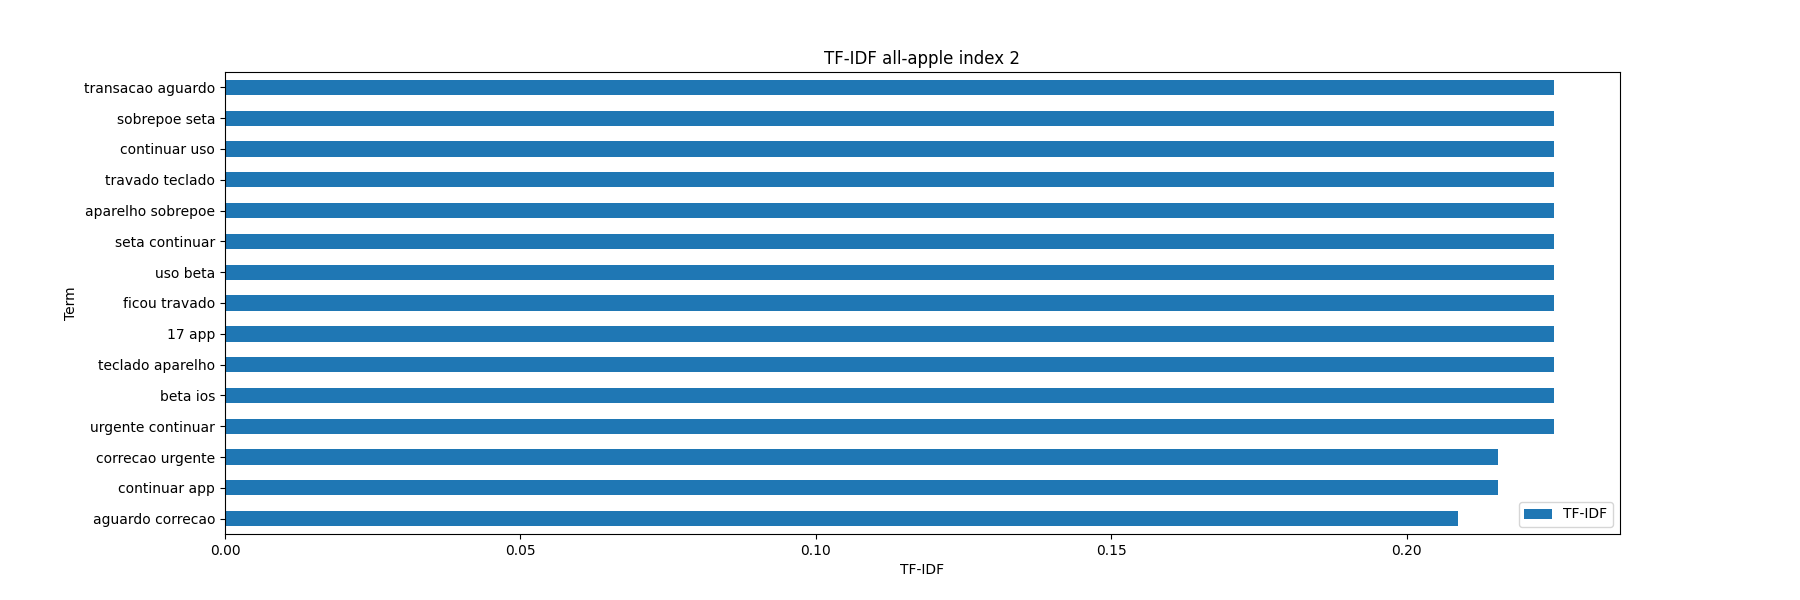 TF-IDF all-apple index 2
transacao aguardo
sobrepoe seta
continuar uso
travado teclado
aparelho sobrepoe
seta continuar
uso beta
ficou travado
17 app
teclado aparelho
beta ios
urgente continuar
correcao urgente
continuar app
aguardo correcao
Term
TF-IDF
0.00 0.05 0.10 0.15 0.20
TF-IDF